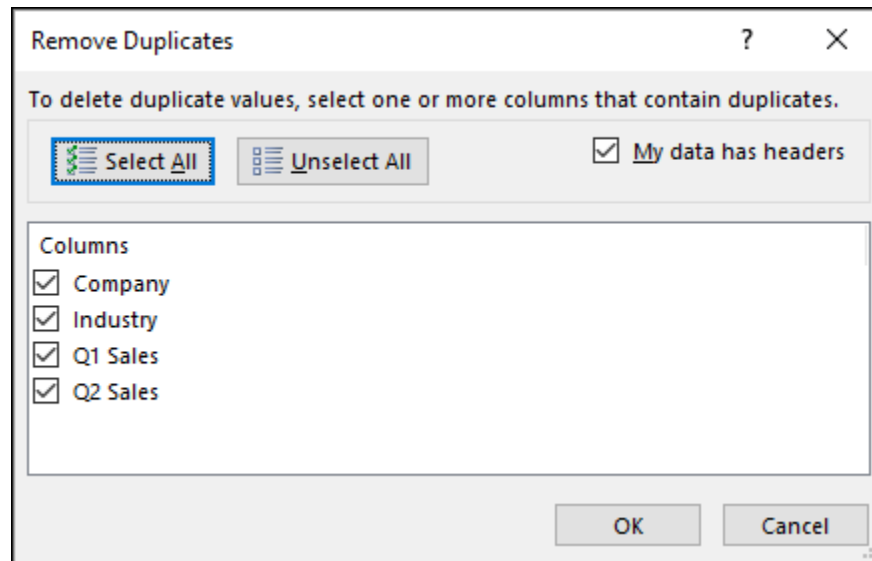 Remove Duplicates ?
To delete duplicate values, select one or more columns that contain duplicates.
Select All Unselect All My data has headers
Columns
Company
Industry
Q1 Sales
Q2 Sales
OK Cancel